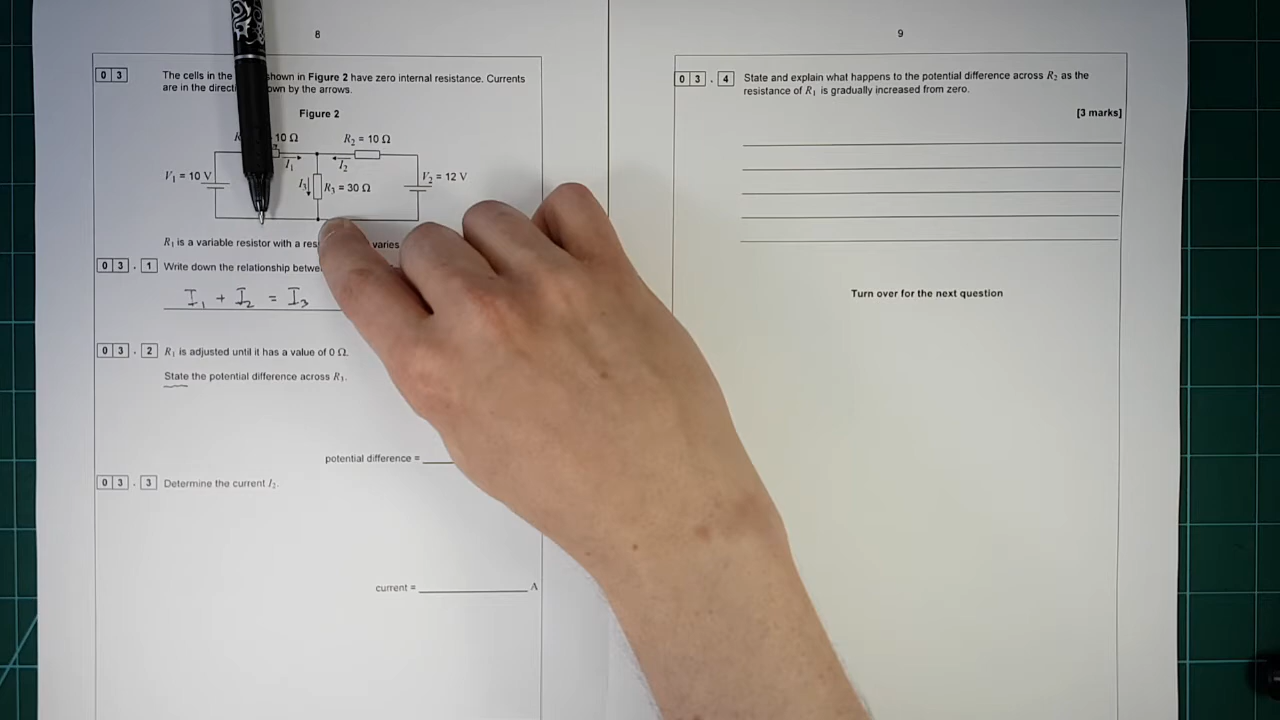 8
0 3 The cells in the shown in Figure 2 have zero internal resistance. Currents
are in the by the arrows.
Figure 2
10 Ω R₂ = 10 Ω
I₁ I₂
V₁ = 10 V I₃ R₃ = 30 Ω V₂ = 12 V
R₁ is a variable resistor with a varies
0 3 . 1 Write down the relationship
I₁ + I₂ = I₃
0 3 . 2 R₁ is adjusted until it has a value of 0 Ω.
State the potential difference across R₃.
potential difference =
0 3 . 3 Determine the current I₂.
current = A
9
0 3 . 4 State and explain what happens to the potential difference across R₂ as the
resistance of R₁ is gradually increased from zero.
[3 marks]
Turn over for the next question